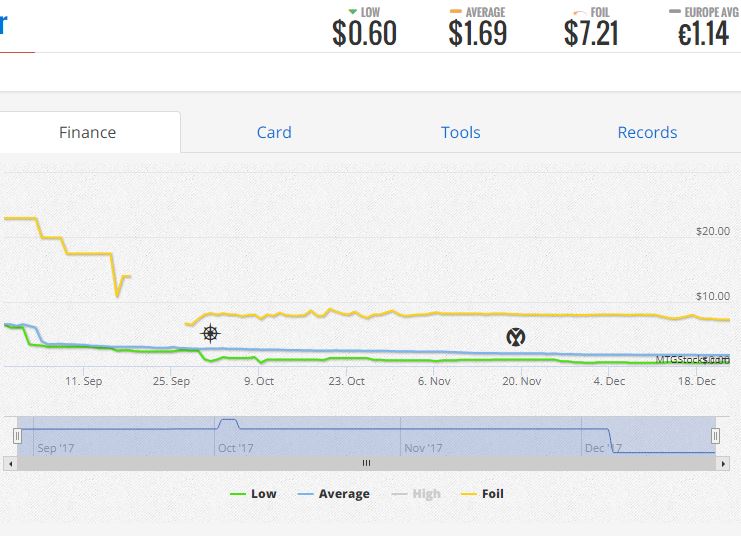 r
LOW AVERAGE FOIL EUROPE AVG
$0.60 $1.69 $7.21 €1.14
Finance Card Tools Records
$20.00
$10.00
MTGStocks.com
$0.00
11. Sep 25. Sep 9. Oct 23. Oct 6. Nov 20. Nov 4. Dec 18. Dec
Sep '17 Oct '17 Nov '17 Dec '17
Low Average High Foil